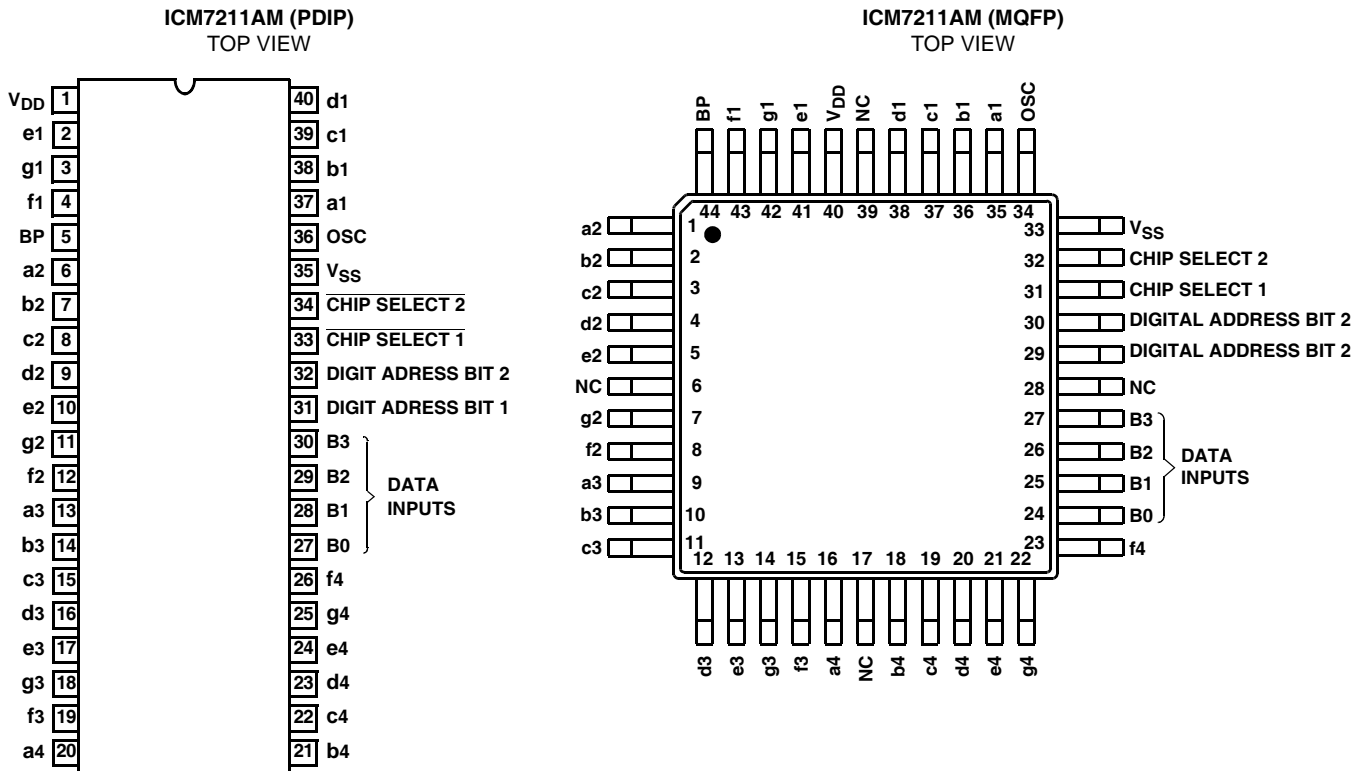 ICM7211AM (PDIP)
TOP VIEW
VDD 1
e1 2
g1 3
f1 4
BP 5
a2 6
b2 7
c2 8
d2 9
e2 10
g2 11
f2 12
a3 13
b3 14
c3 15
d3 16
e3 17
g3 18
f3 19
a4 20
40 d1
39 c1
38 b1
37 a1
36 OSC
35 VSS
34 CHIP SELECT 2
33 CHIP SELECT 1
32 DIGIT ADRESS BIT 2
31 DIGIT ADRESS BIT 1
30 B3
29 B2
28 B1
27 B0
DATA
INPUTS
26 f4
25 g4
24 e4
23 d4
22 c4
21 b4
ICM7211AM (MQFP)
TOP VIEW
BP f1 g1 e1 VDD NC d1 c1 b1 a1 OSC
44 43 42 41 40 39 38 37 36 35 34
a2 1
b2 2
c2 3
d2 4
e2 5
NC 6
g2 7
f2 8
a3 9
b3 10
c3 11
33 VSS
32 CHIP SELECT 2
31 CHIP SELECT 1
30 DIGITAL ADDRESS BIT 2
29 DIGITAL ADDRESS BIT 2
28 NC
27 B3
26 B2
25 B1
24 B0
DATA
INPUTS
23 f4
12 13 14 15 16 17 18 19 20 21 22
d3 e3 g3 f3 a4 NC b4 c4 d4 e4 g4